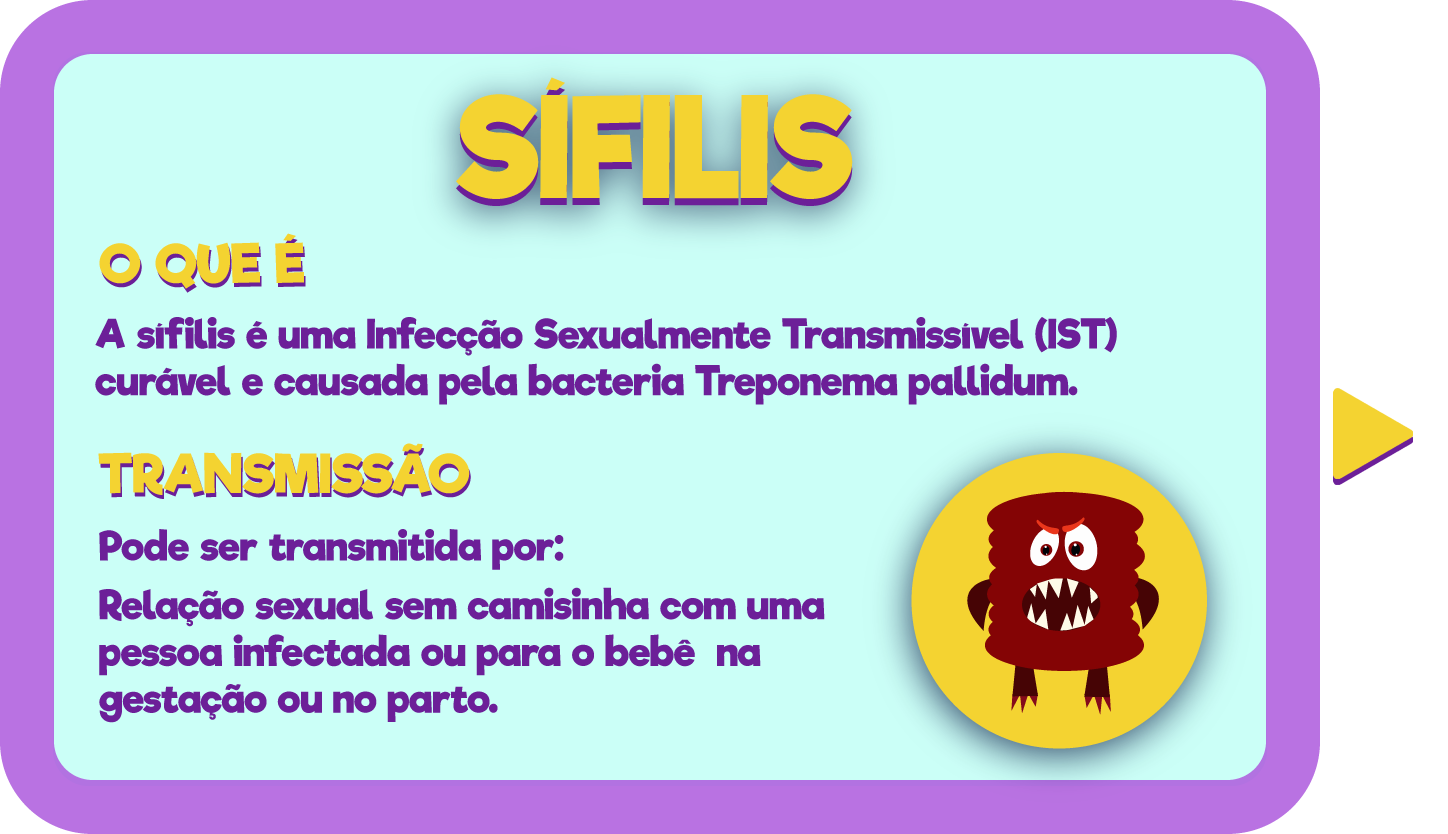 SÍFILIS
O QUE É
A sífilis é uma Infecção Sexualmente Transmissível (IST)
curável e causada pela bacteria Treponema pallidum.
TRANSMISSÃO
Pode ser transmitida por:
Relação sexual sem camisinha com uma
pessoa infectada ou para o bebê na
gestação ou no parto.